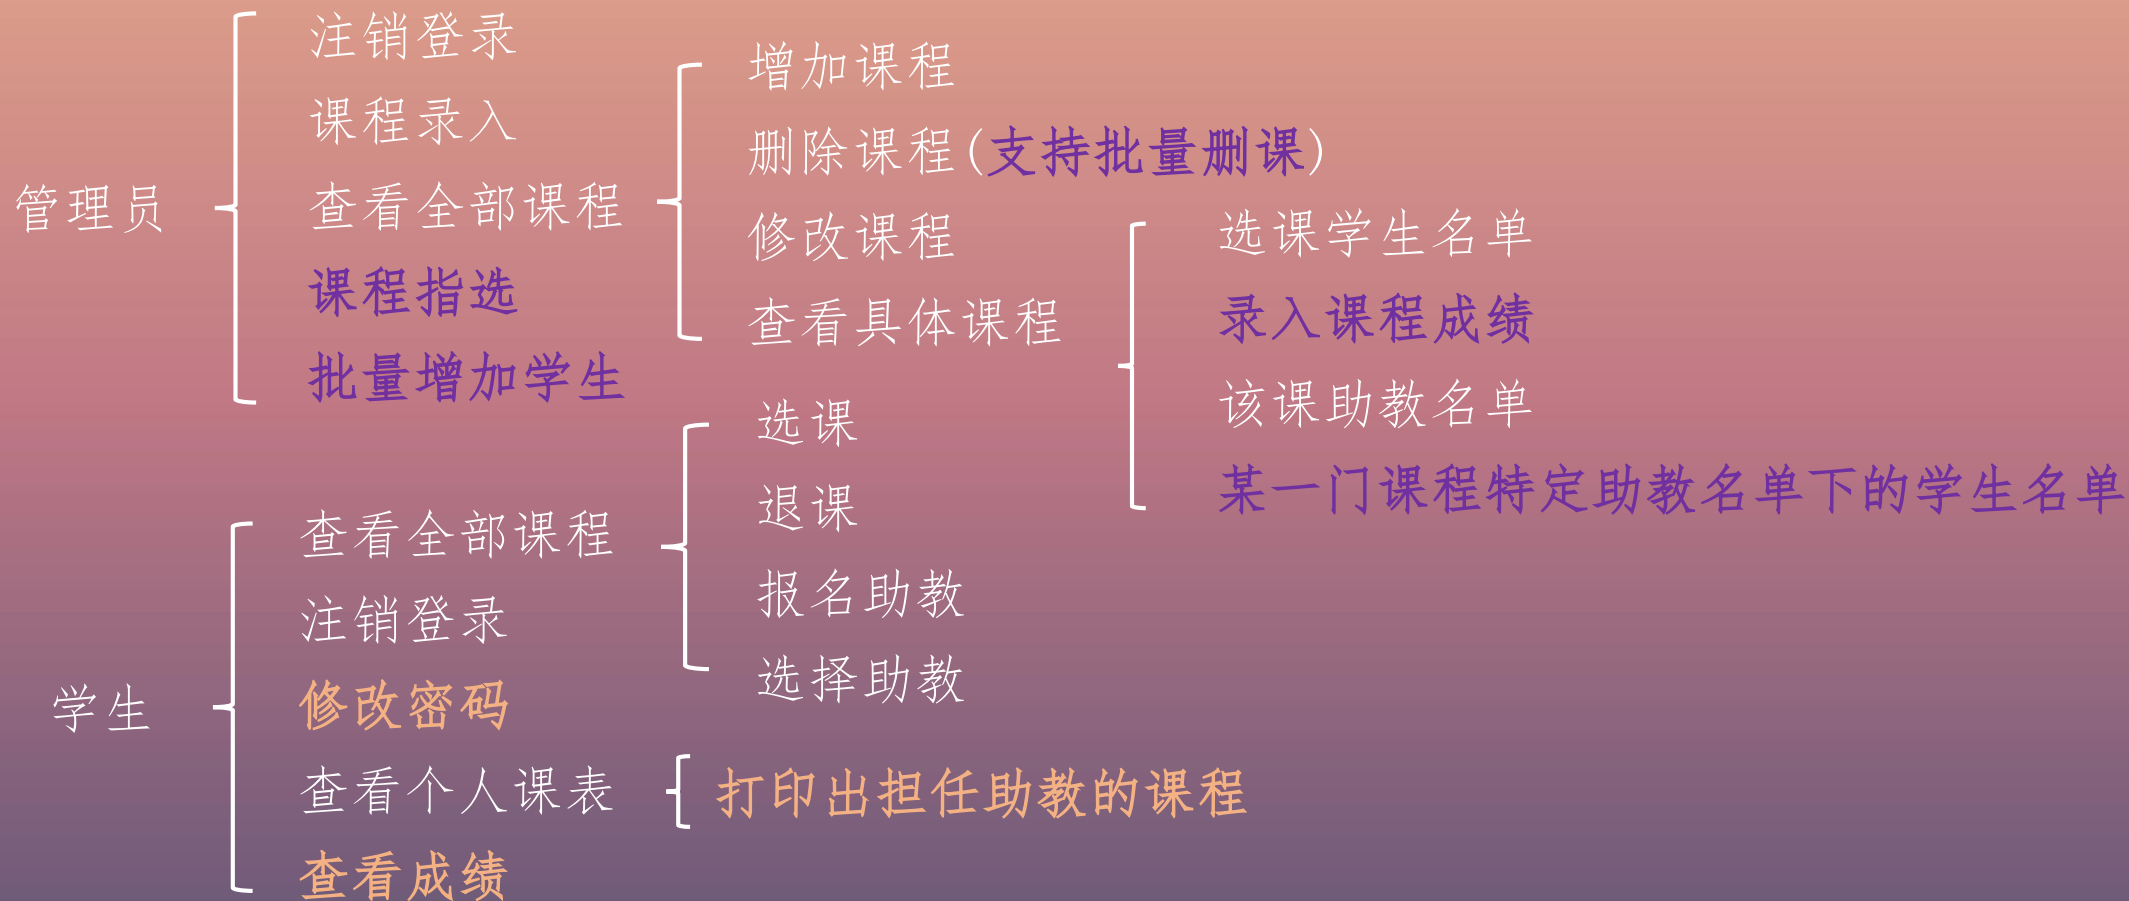 管理员
注销登录
课程录入
查看全部课程
课程指选
批量增加学生
增加课程
删除课程(支持批量删课)
修改课程
查看具体课程
选课学生名单
录入课程成绩
该课助教名单
某一门课程特定助教名单下的学生名单
学生
查看全部课程
注销登录
修改密码
查看个人课表
查看成绩
选课
退课
报名助教
选择助教
打印出担任助教的课程